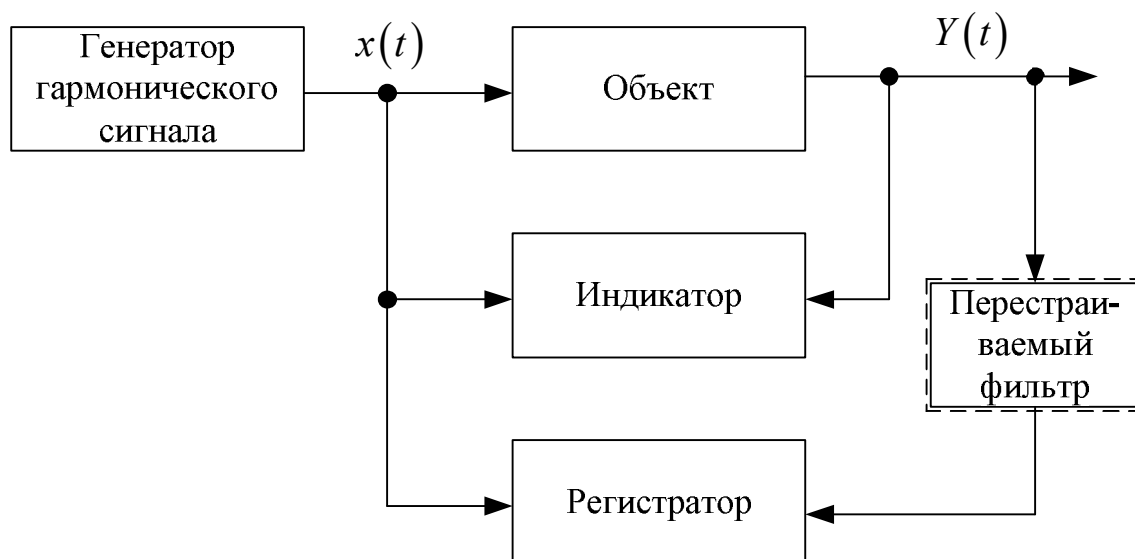 Генератор
гармонического
сигнала
x(t)
Объект
Y(t)
Индикатор
Перестраи-
ваемый
фильтр
Регистратор